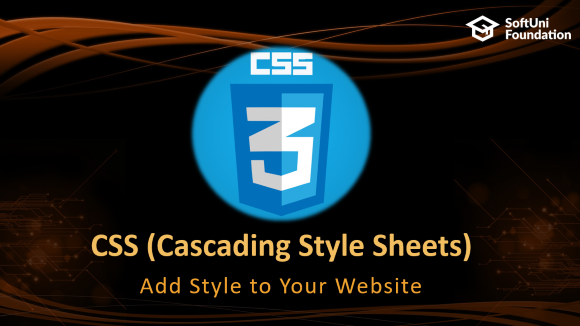 SoftUni
Foundation
CSS
3
CSS (Cascading Style Sheets)
Add Style to Your Website